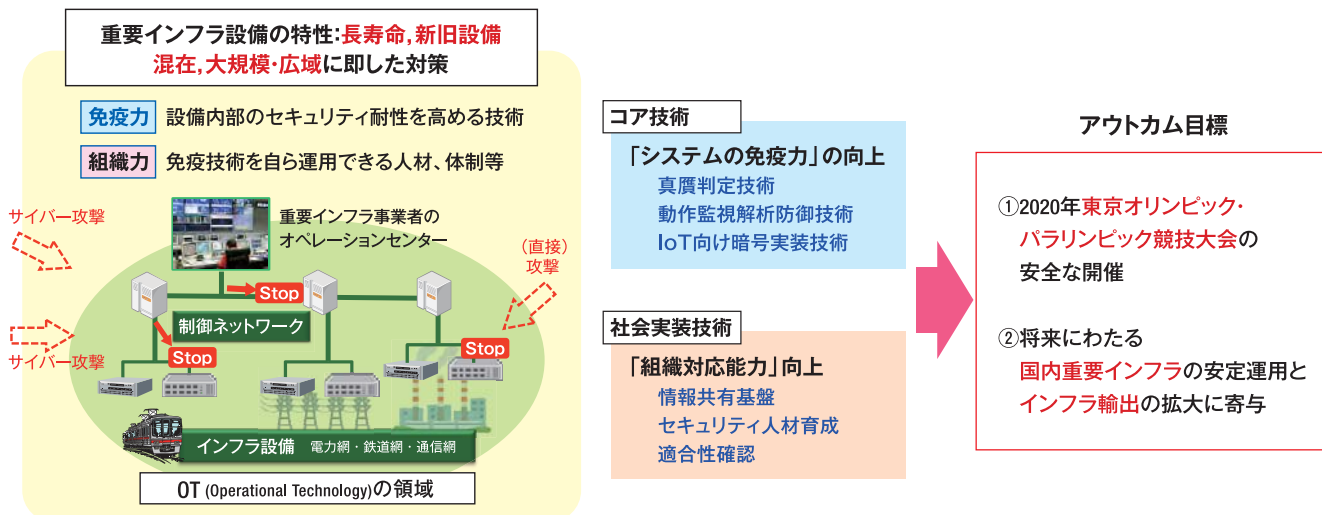 重要インフラ設備の特性:長寿命,新旧設備
混在,大規模・広域に即した対策
免疫力 設備内部のセキュリティ耐性を高める技術
組織力 免疫技術を自ら運用できる人材、体制等
サイバー攻撃
重要インフラ事業者の
オペレーションセンター
(直接)
攻撃
Stop
制御ネットワーク
サイバー攻撃
Stop
Stop
インフラ設備 電力網・鉄道網・通信網
OT (Operational Technology)の領域
コア技術
「システムの免疫力」の向上
真贋判定技術
動作監視解析防御技術
IoT向け暗号実装技術
社会実装技術
「組織対応能力」向上
情報共有基盤
セキュリティ人材育成
適合性確認
アウトカム目標
①2020年東京オリンピック・
パラリンピック競技大会の
安全な開催
②将来にわたる
国内重要インフラの安定運用と
インフラ輸出の拡大に寄与